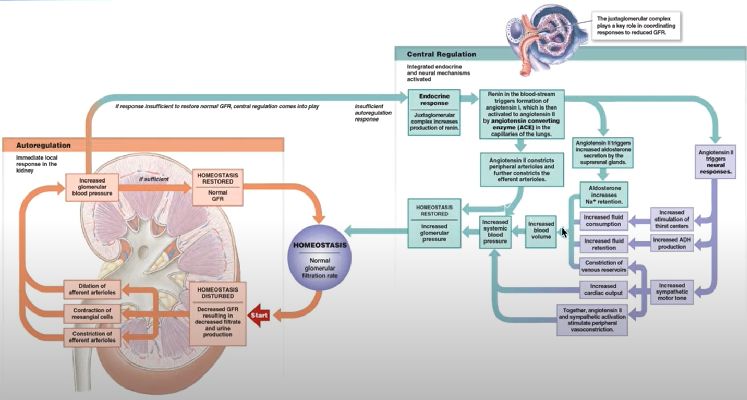 The juxtaglomerular complex
plays a key role in coordinating
responses to reduced GFR.
Central Regulation
Integrated endocrine
and neural mechanisms
activated
If response insufficient to restore normal GFR, central regulation comes into play
Insufficient
autoregulation
response
Endocrine
response
Juxtaglomerular
complex increases
production of renin.
Renin in the blood-stream
triggers formation of
angiotensin I, which is then
activated to angiotensin II
by angiotensin converting
enzyme (ACE) in the
capillaries of the lungs.
Angiotensin II constricts
peripheral arterioles and
further constricts the
efferent arterioles.
Angiotensin II triggers
increased aldosterone
secretion by the
suprarenal glands.
Aldosterone
increases
Na+ retention.
Angiotensin II
triggers
neural
responses.
Autoregulation
Immediate local
response in the
kidney
Increased
glomerular
blood pressure
if sufficient
HOMEOSTASIS
RESTORED
Normal
GFR
HOMEOSTASIS
Normal
glomerular
filtration rate
HOMEOSTASIS
RESTORED
Increased
glomerular
pressure
Increased
systemic
blood
pressure
Increased
blood
volume
Increased fluid
consumption
Increased
stimulation of
thirst centers
Increased fluid
retention
Increased ADH
production
Constriction of
venous reservoirs
Increased
cardiac output
Increased
sympathetic
motor tone
Together, angiotensin II
and sympathetic activation
stimulate peripheral
vasoconstriction.
Dilation of
afferent arterioles
Contraction of
mesangial cells
Constriction of
efferent arterioles
HOMEOSTASIS
DISTURBED
Decreased GFR
resulting in
decreased filtrate
and urine
production
Start